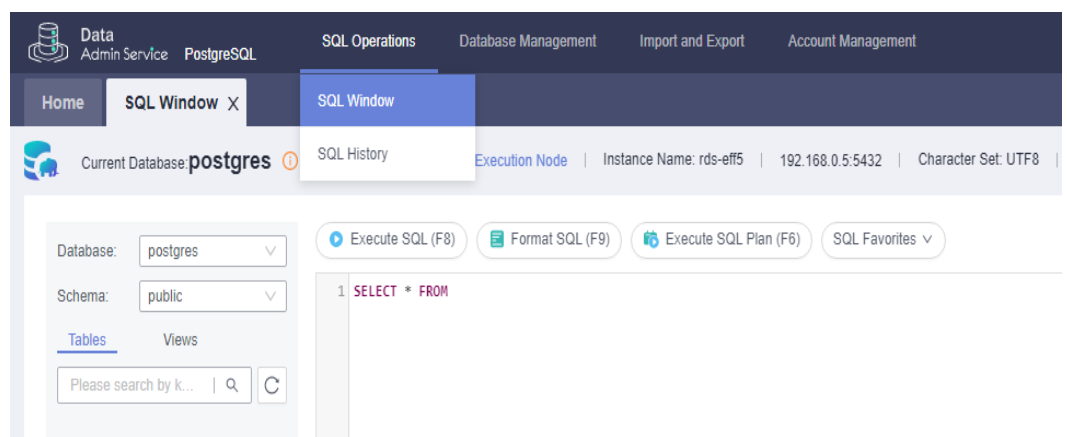 Data
Admin Service PostgreSQL
SQL Operations Database Management Import and Export Account Management
Home SQL Window X
SQL Window
SQL History
Current Database:postgres Execution Node | Instance Name: rds-eff5 | 192.168.0.5:5432 | Character Set: UTF8 |
Database: postgres
Schema: public
Tables Views
Please search by k...
Execute SQL (F8) Format SQL (F9) Execute SQL Plan (F6) SQL Favorites
1 SELECT * FROM